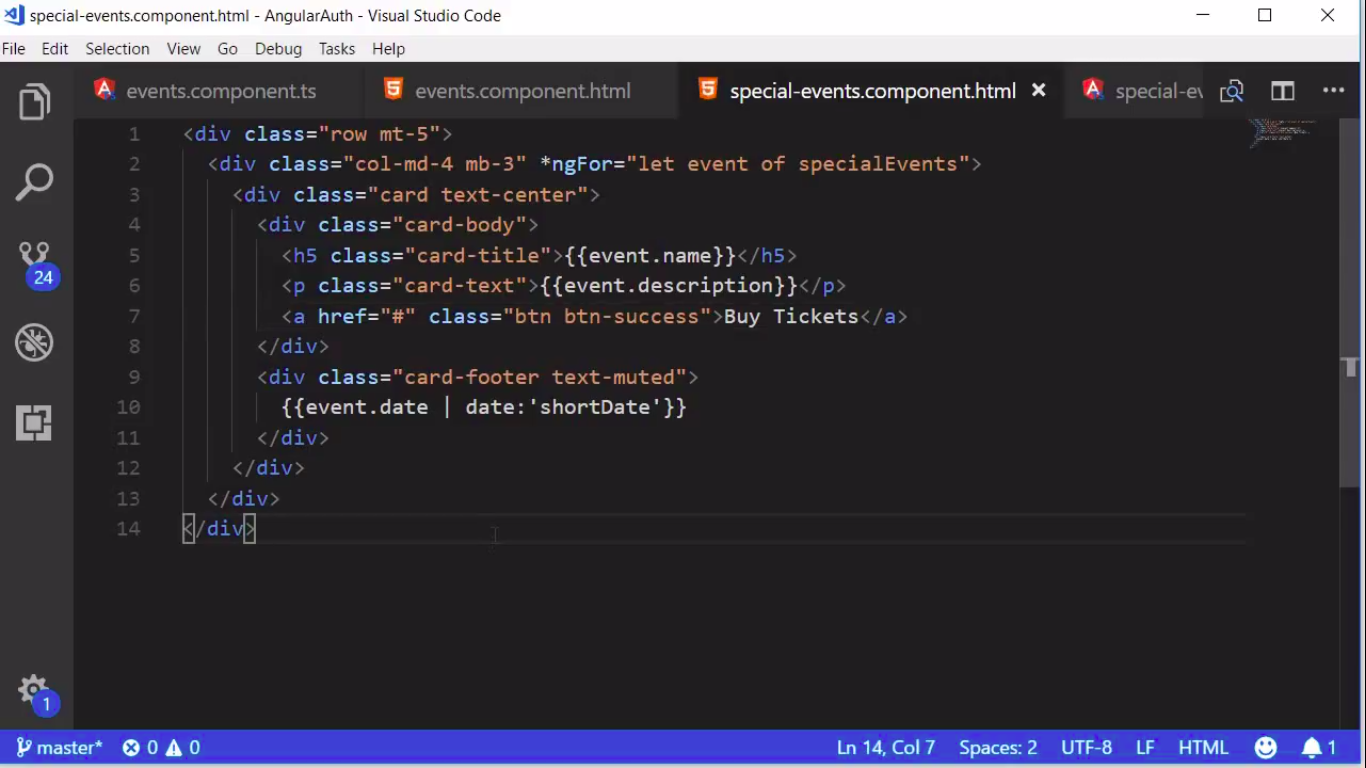 special-events.component.html - AngularAuth - Visual Studio Code
File Edit Selection View Go Debug Tasks Help
events.component.ts events.component.html special-events.component.html special-ev
1 <div class="row mt-5">
2 <div class="col-md-4 mb-3" *ngFor="let event of specialEvents">
3 <div class="card text-center">
4 <div class="card-body">
5 <h5 class="card-title">{{event.name}}</h5>
6 <p class="card-text">{{event.description}}</p>
7 <a href="#" class="btn btn-success">Buy Tickets</a>
8 </div>
9 <div class="card-footer text-muted">
10 {{event.date | date:'shortDate'}}
11 </div>
12 </div>
13 </div>
14 </div>
24
1
master* 0 0 Ln 14, Col 7 Spaces: 2 UTF-8 LF HTML 1